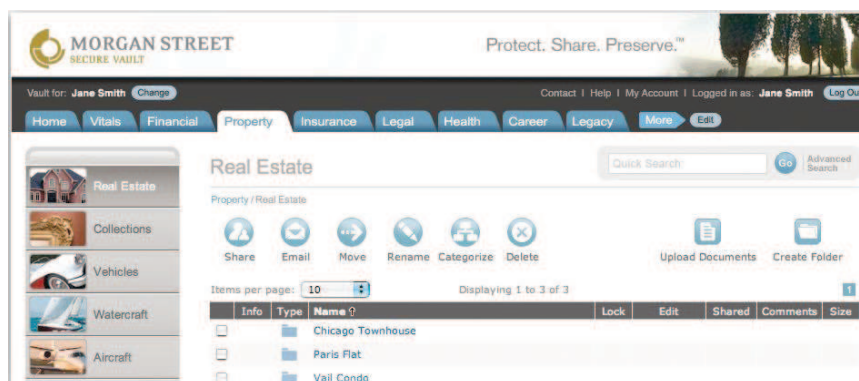 MORGAN STREET
SECURE VAULT
Protect. Share. Preserve.™
Vault for: Jane Smith Change
Contact | Help | My Account | Logged in as: Jane Smith Log Ou
Home Vitals Financial Property Insurance Legal Health Career Legacy More Edit
Real Estate
Collections
Vehicles
Watercraft
Aircraft
Real Estate
Quick Search: Go Advanced
Search
Property / Real Estate
Share Email Move Rename Categorize Delete Upload Documents Create Folder
Items per page: 10 Displaying 1 to 3 of 3 1
Info Type Name ⇧ Lock Edit Shared Comments Size
Chicago Townhouse
Paris Flat
Vail Condo